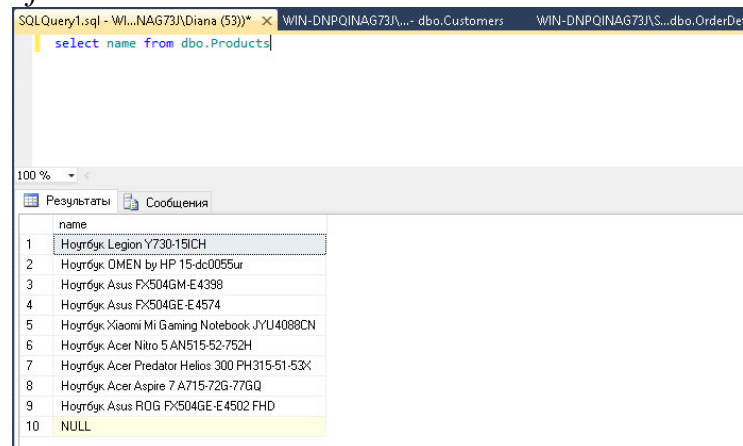 SQLQuery1.sql - WI...NAG73J\Diana (53))* × WIN-DNPQINAG73J\...- dbo.Customers WIN-DNPQINAG73J\S...dbo.OrderDe
select name from dbo.Products
100 %
Результаты Сообщения
name
1 Ноутбук Legion Y730-15ICH
2 Ноутбук OMEN by HP 15-dc0055ur
3 Ноутбук Asus FX504GM-E4398
4 Ноутбук Asus FX504GE-E4574
5 Ноутбук Xiaomi Mi Gaming Notebook JYU4088CN
6 Ноутбук Acer Nitro 5 AN515-52-752H
7 Ноутбук Acer Predator Helios 300 PH315-51-53X
8 Ноутбук Acer Aspire 7 A715-72G-77GQ
9 Ноутбук Asus ROG FX504GE-E4502 FHD
10 NULL